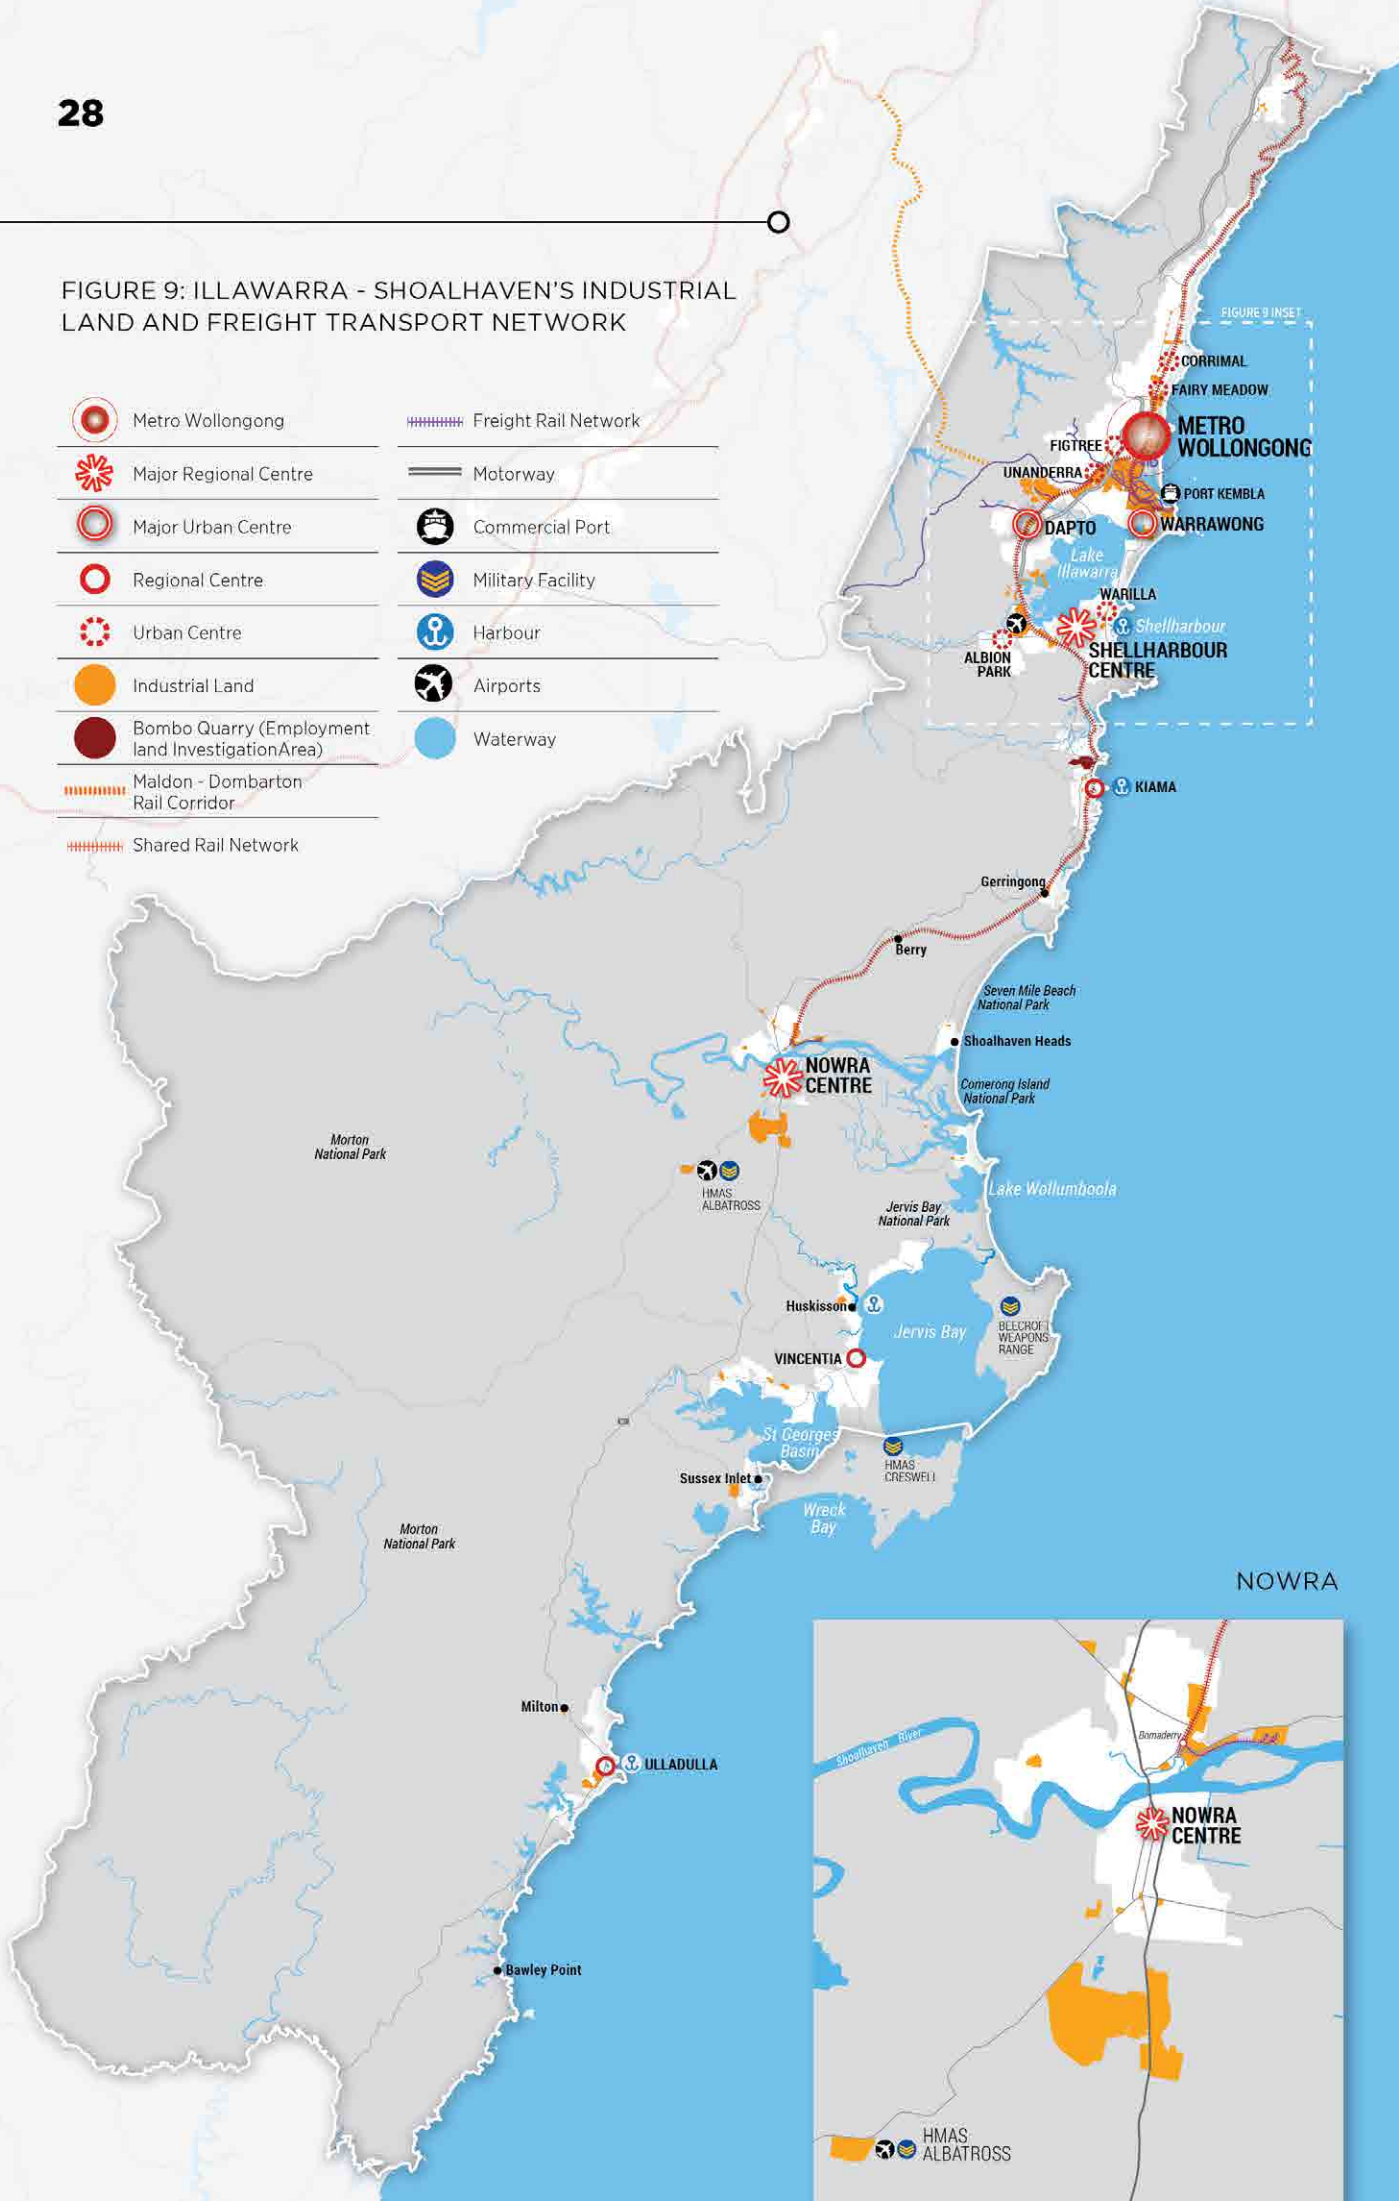 28
FIGURE 9: ILLAWARRA - SHOALHAVEN'S INDUSTRIAL
LAND AND FREIGHT TRANSPORT NETWORK
Metro Wollongong
Major Regional Centre
Major Urban Centre
Regional Centre
Urban Centre
Industrial Land
Bombo Quarry (Employment
land InvestigationArea)
Maldon - Dombarton
Rail Corridor
Shared Rail Network
Freight Rail Network
Motorway
Commercial Port
Military Facility
Harbour
Airports
Waterway
FIGURE 9 INSET
CORRIMAL
FAIRY MEADOW
METRO
WOLLONGONG
FIGTREE
UNANDERRA
PORT KEMBLA
DAPTO
WARRAWONG
Lake
Illawarra
WARILLA
Shellharbour
SHELLHARBOUR
CENTRE
ALBION
PARK
KIAMA
Gerringong
Berry
Seven Mile Beach
National Park
Shoalhaven Heads
NOWRA
CENTRE
Comerong Island
National Park
Morton
National Park
HMAS
ALBATROSS
Lake Wollumboola
Jervis Bay
National Park
Huskisson
Jervis Bay
BEECROFT
WEAPONS
RANGE
VINCENTIA
St Georges
Basin
HMAS
CRESWELL
Sussex Inlet
Wreck
Bay
Morton
National Park
Milton
ULLADULLA
Bawley Point
NOWRA
Shoalhaven River
Bomaderry
NOWRA
CENTRE
HMAS
ALBATROSS